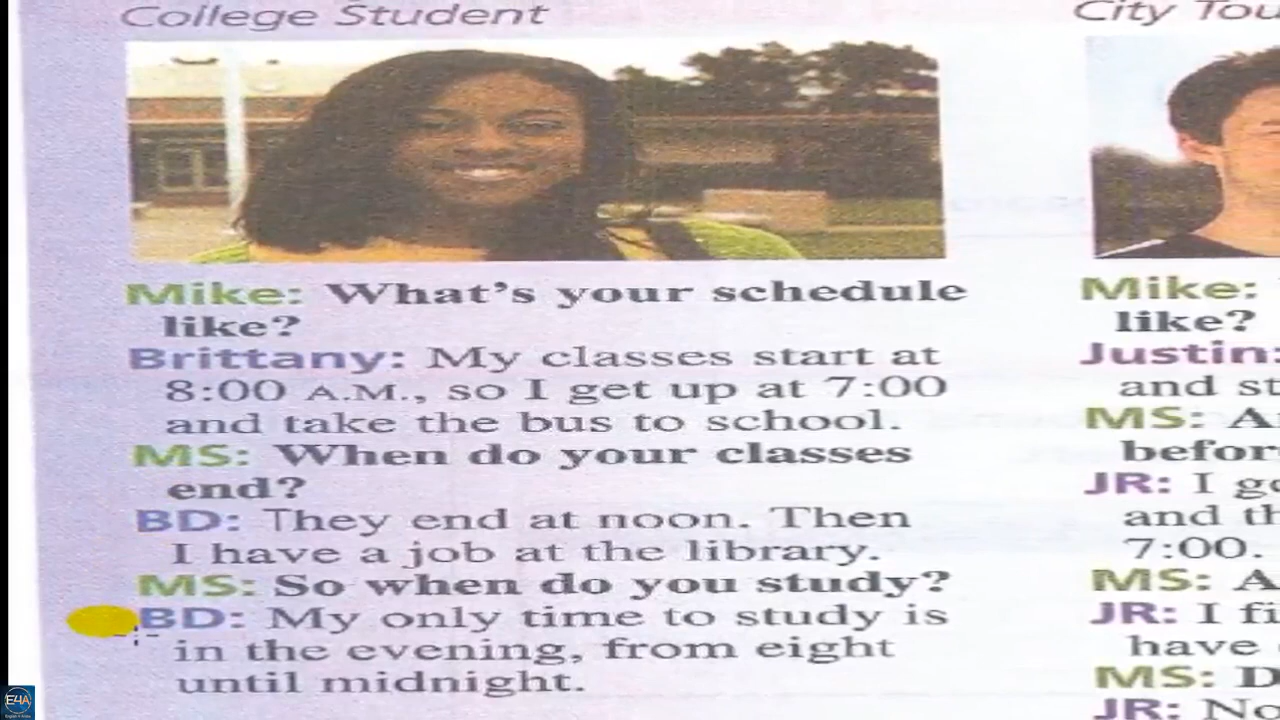 College Student
Mike: What's your schedule
like?
Brittany: My classes start at
8:00 A.M., so I get up at 7:00
and take the bus to school.
MS: When do your classes
end?
BD: They end at noon. Then
I have a job at the library.
MS: So when do you study?
BD: My only time to study is
in the evening, from eight
until midnight.
City Tou
Mike:
like?
Justin:
and st
MS: A
before
JR: I go
and th
7:00.
MS: A
JR: I fi
have
MS: D
JR: No
E4A